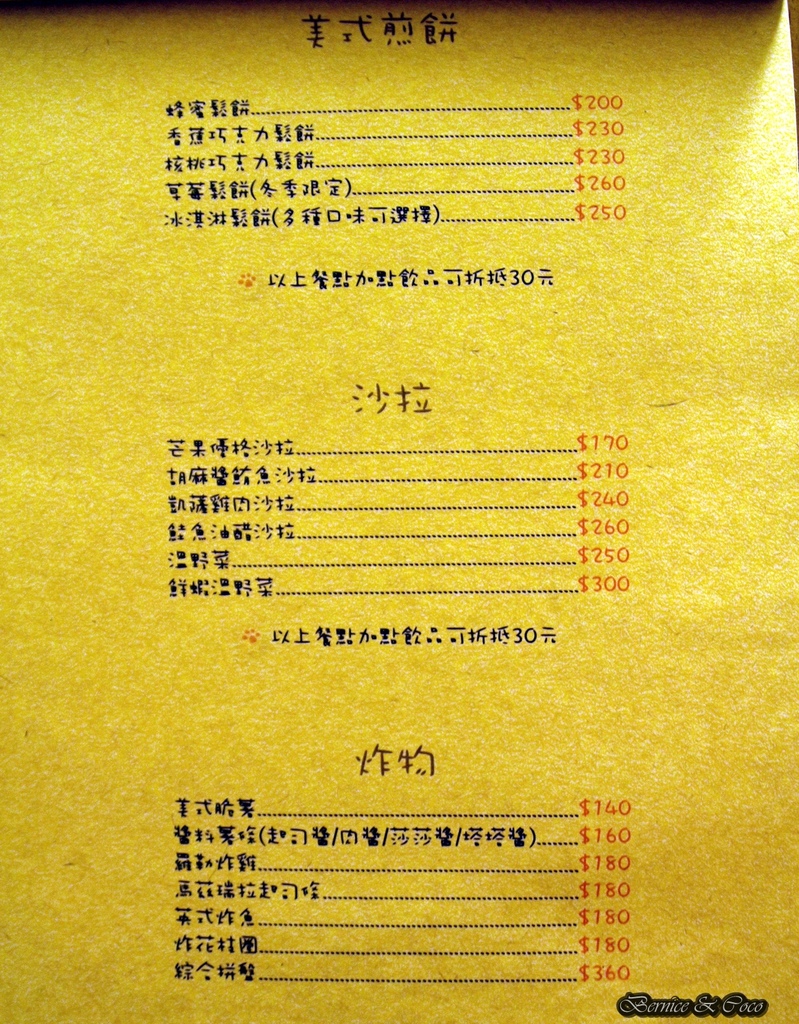 美式煎餅
蜂蜜鬆餅 $200
香蕉巧克力鬆餅 $230
核桃巧克力鬆餅 $230
草莓鬆餅(冬季限定) $260
冰淇淋鬆餅(多種口味可選擇) $250
以上餐點加點飲品可折抵30元
沙拉
芒果優格沙拉 $170
胡麻醬鮪魚沙拉 $210
凱薩雞肉沙拉 $240
鮭魚油醋沙拉 $260
溫野菜 $250
鮮蝦溫野菜 $300
以上餐點加點飲品可折抵30元
炸物
美式脆薯 $140
醬料薯條(起司醬/肉醬/莎莎醬/塔塔醬) $160
羅勒炸雞 $180
馬茲瑞拉起司條 $180
英式炸魚 $180
炸花枝圈 $180
綜合拼盤 $360
Bernice & Coco